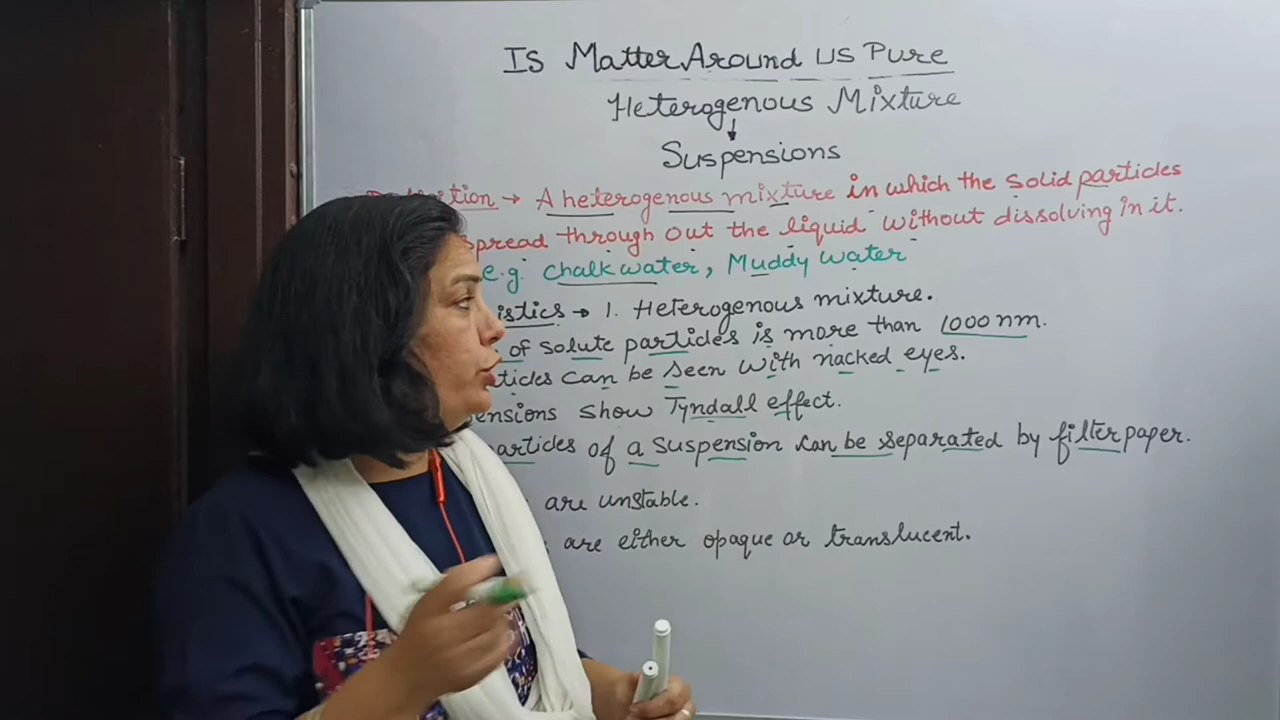 Is Matter Around us Pure
Heterogenous Mixture
↓
Suspensions
→ A heterogenous mixture in which the solid particles
spread through out the liquid without dissolving in it.
e.g. chalk water, Muddy water
→ 1. Heterogenous mixture.
of solute particles is more than 1000 nm.
can be seen with nacked eyes.
show Tyndall effect.
of a suspension can be separated by filter paper.
are unstable.
are either opaque or translucent.